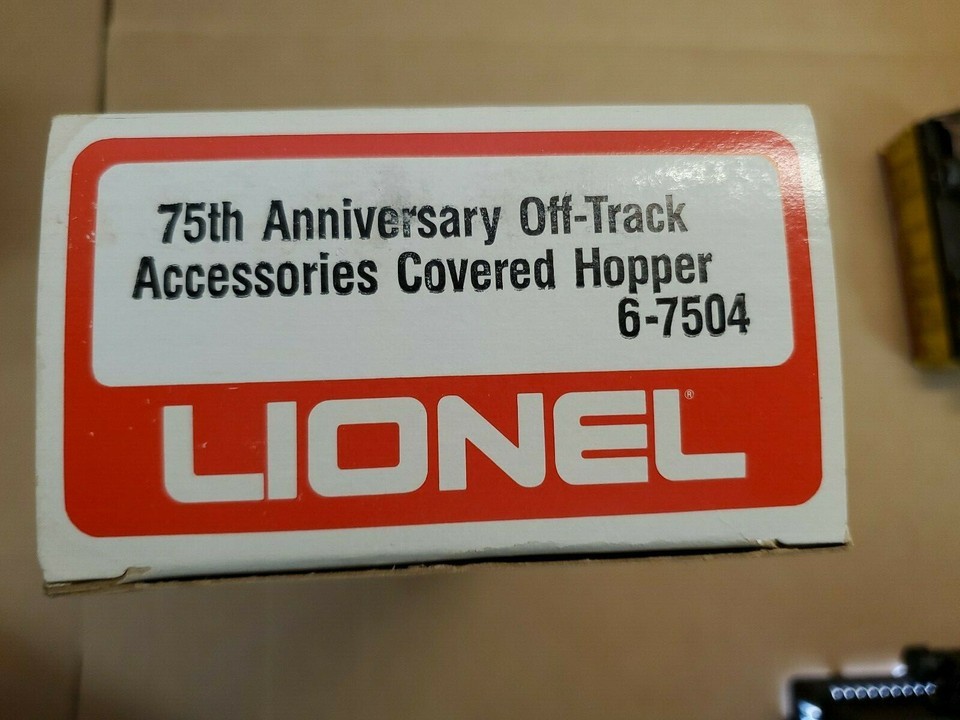 75th Anniversary Off-Track
Accessories Covered Hopper
6-7504
LIONEL®